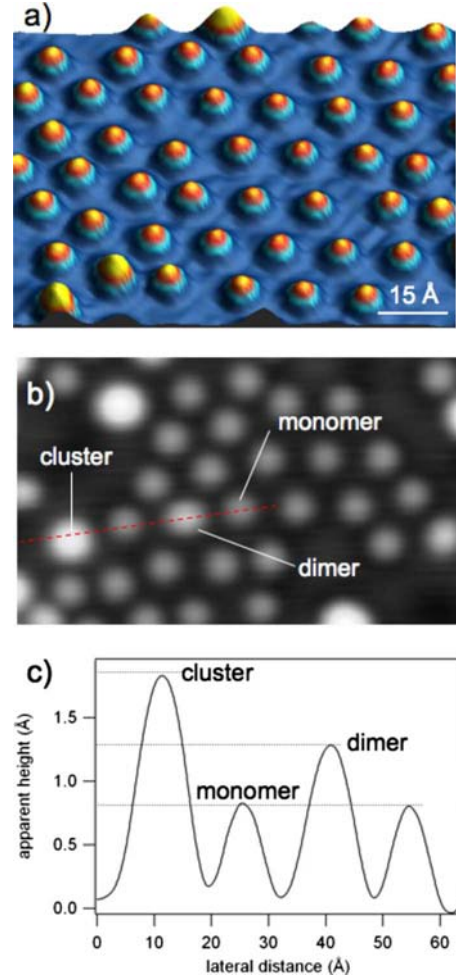 a)
15 Å
b)
monomer
cluster
dimer
c)
cluster
dimer
monomer
apparent height (Å)
1.5
1.0
0.5
0.0
0 10 20 30 40 50 60
lateral distance (Å)